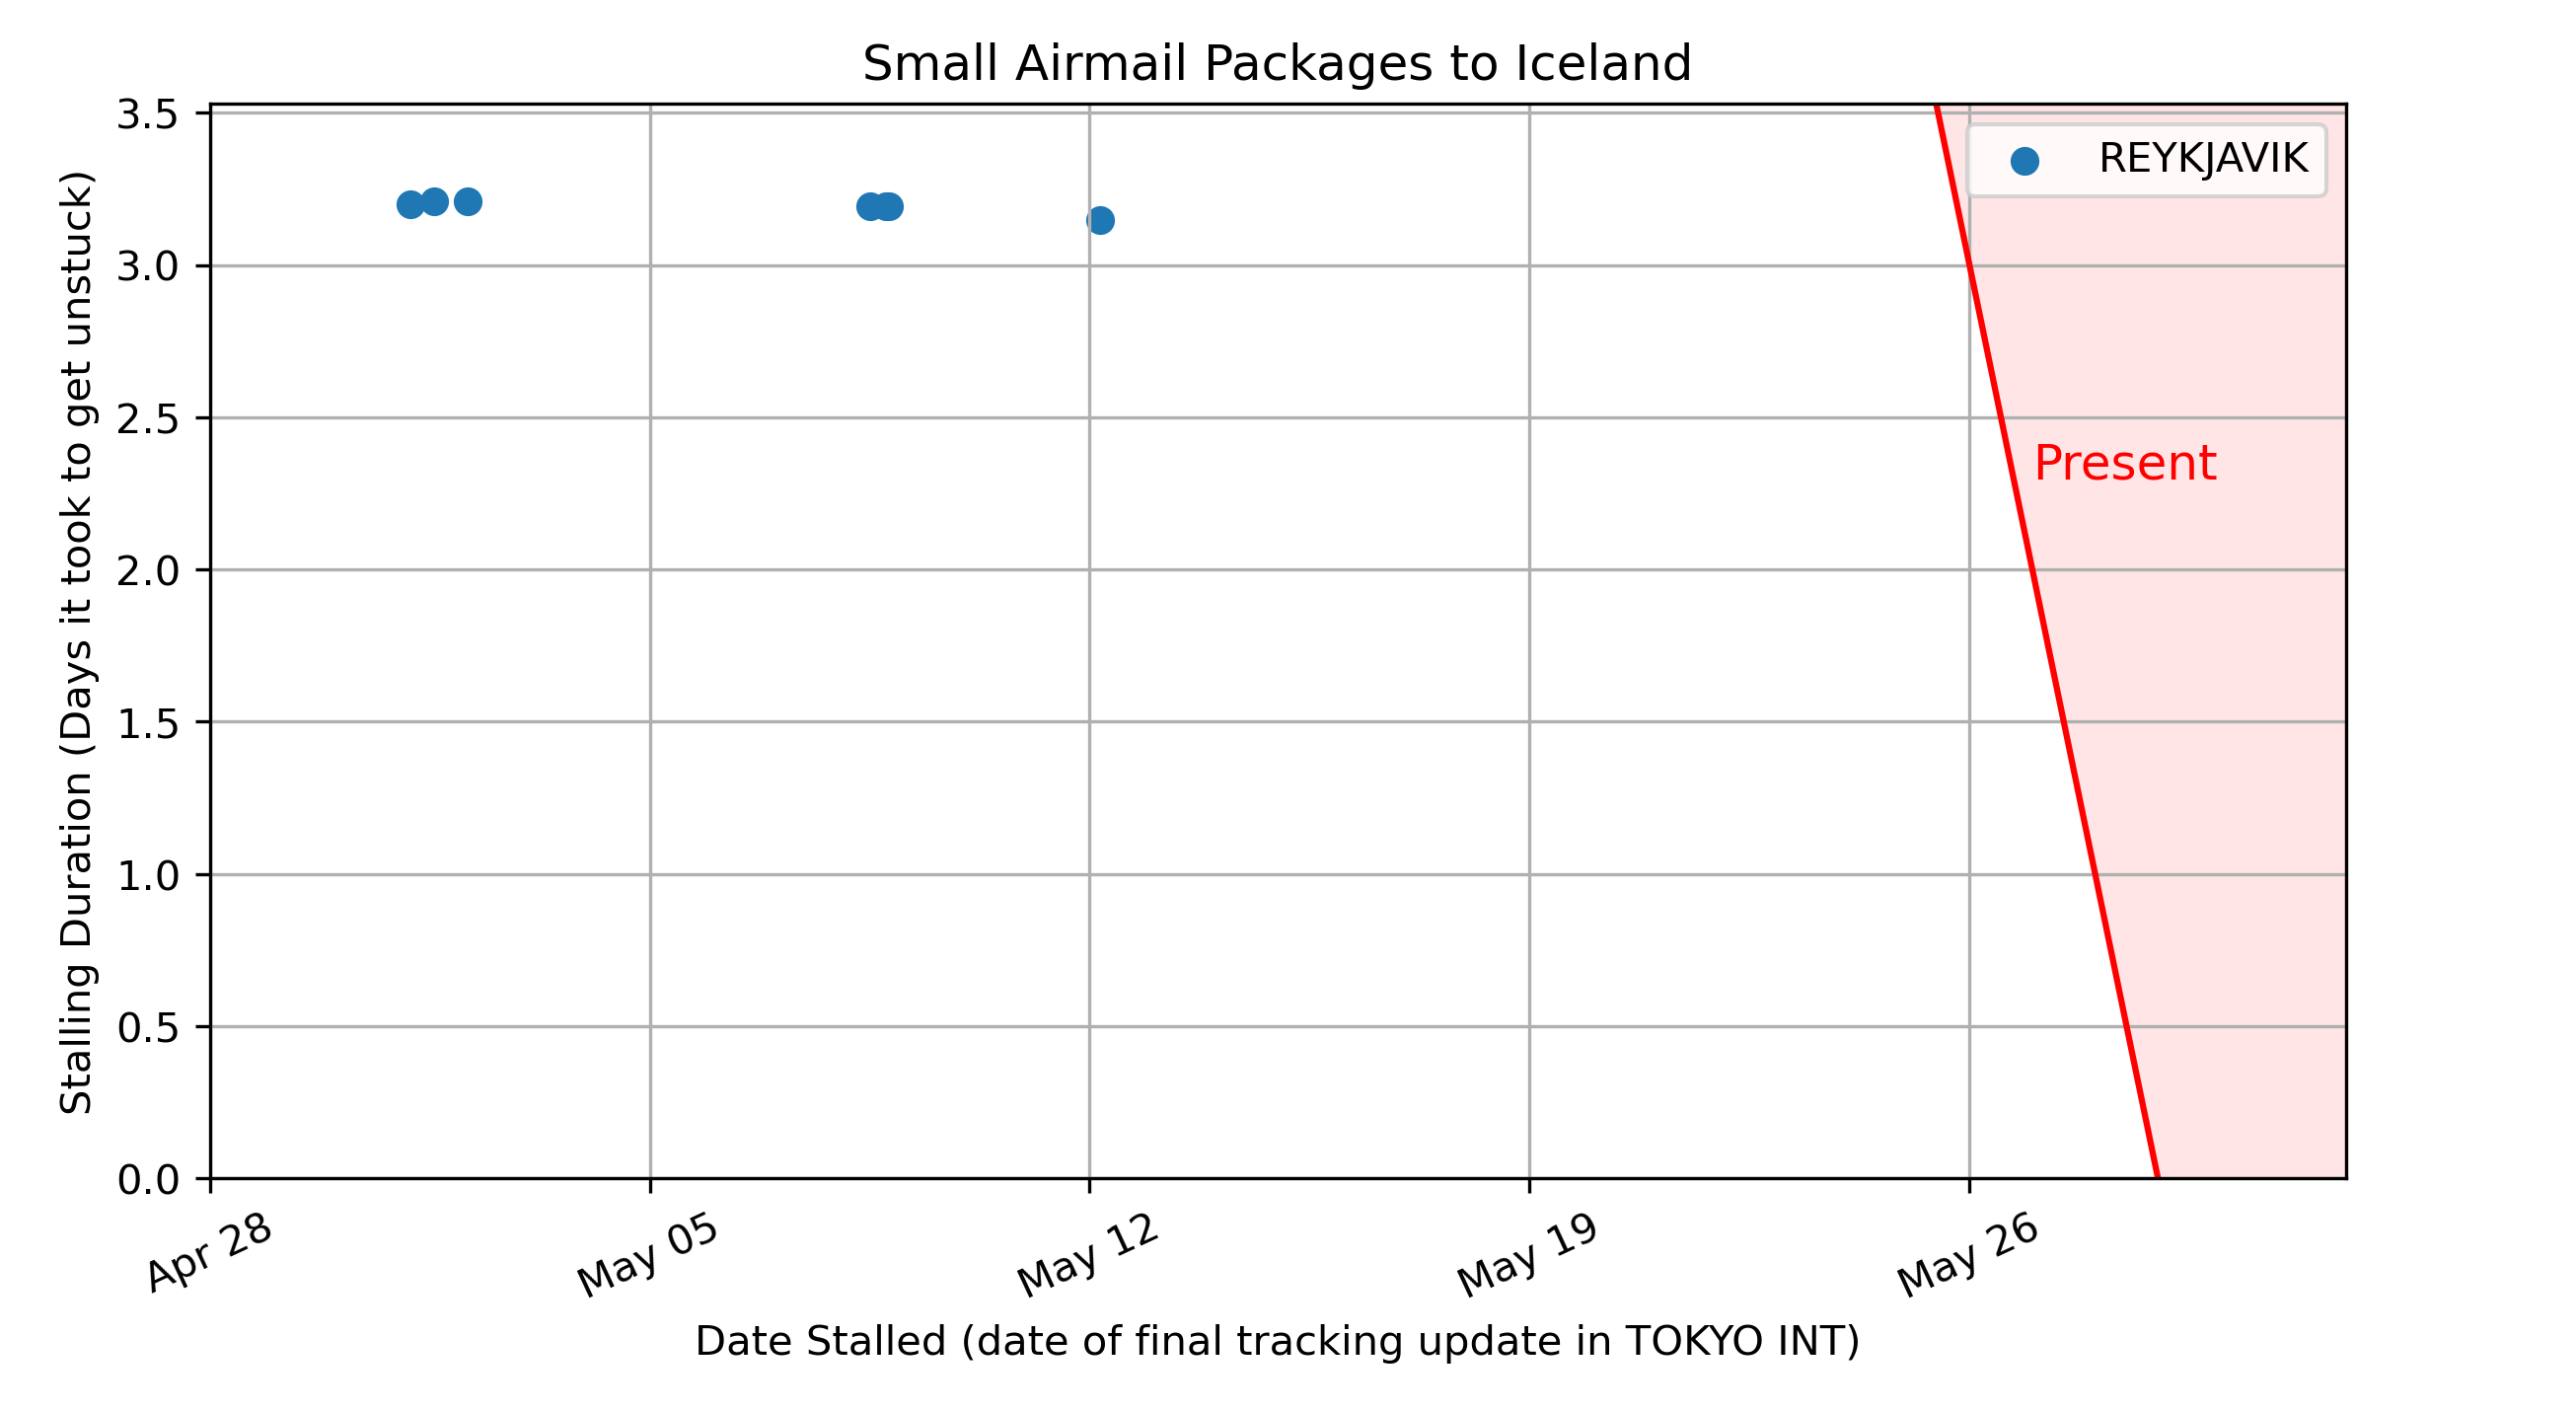 Small Airmail Packages to Iceland
3.5
3.0
2.5
2.0
1.5
1.0
0.5
0.0
Stalling Duration (Days it took to get unstuck)
REYKJAVIK
Present
Apr 28
May 05
May 12
May 19
May 26
Date Stalled (date of final tracking update in TOKYO INT)